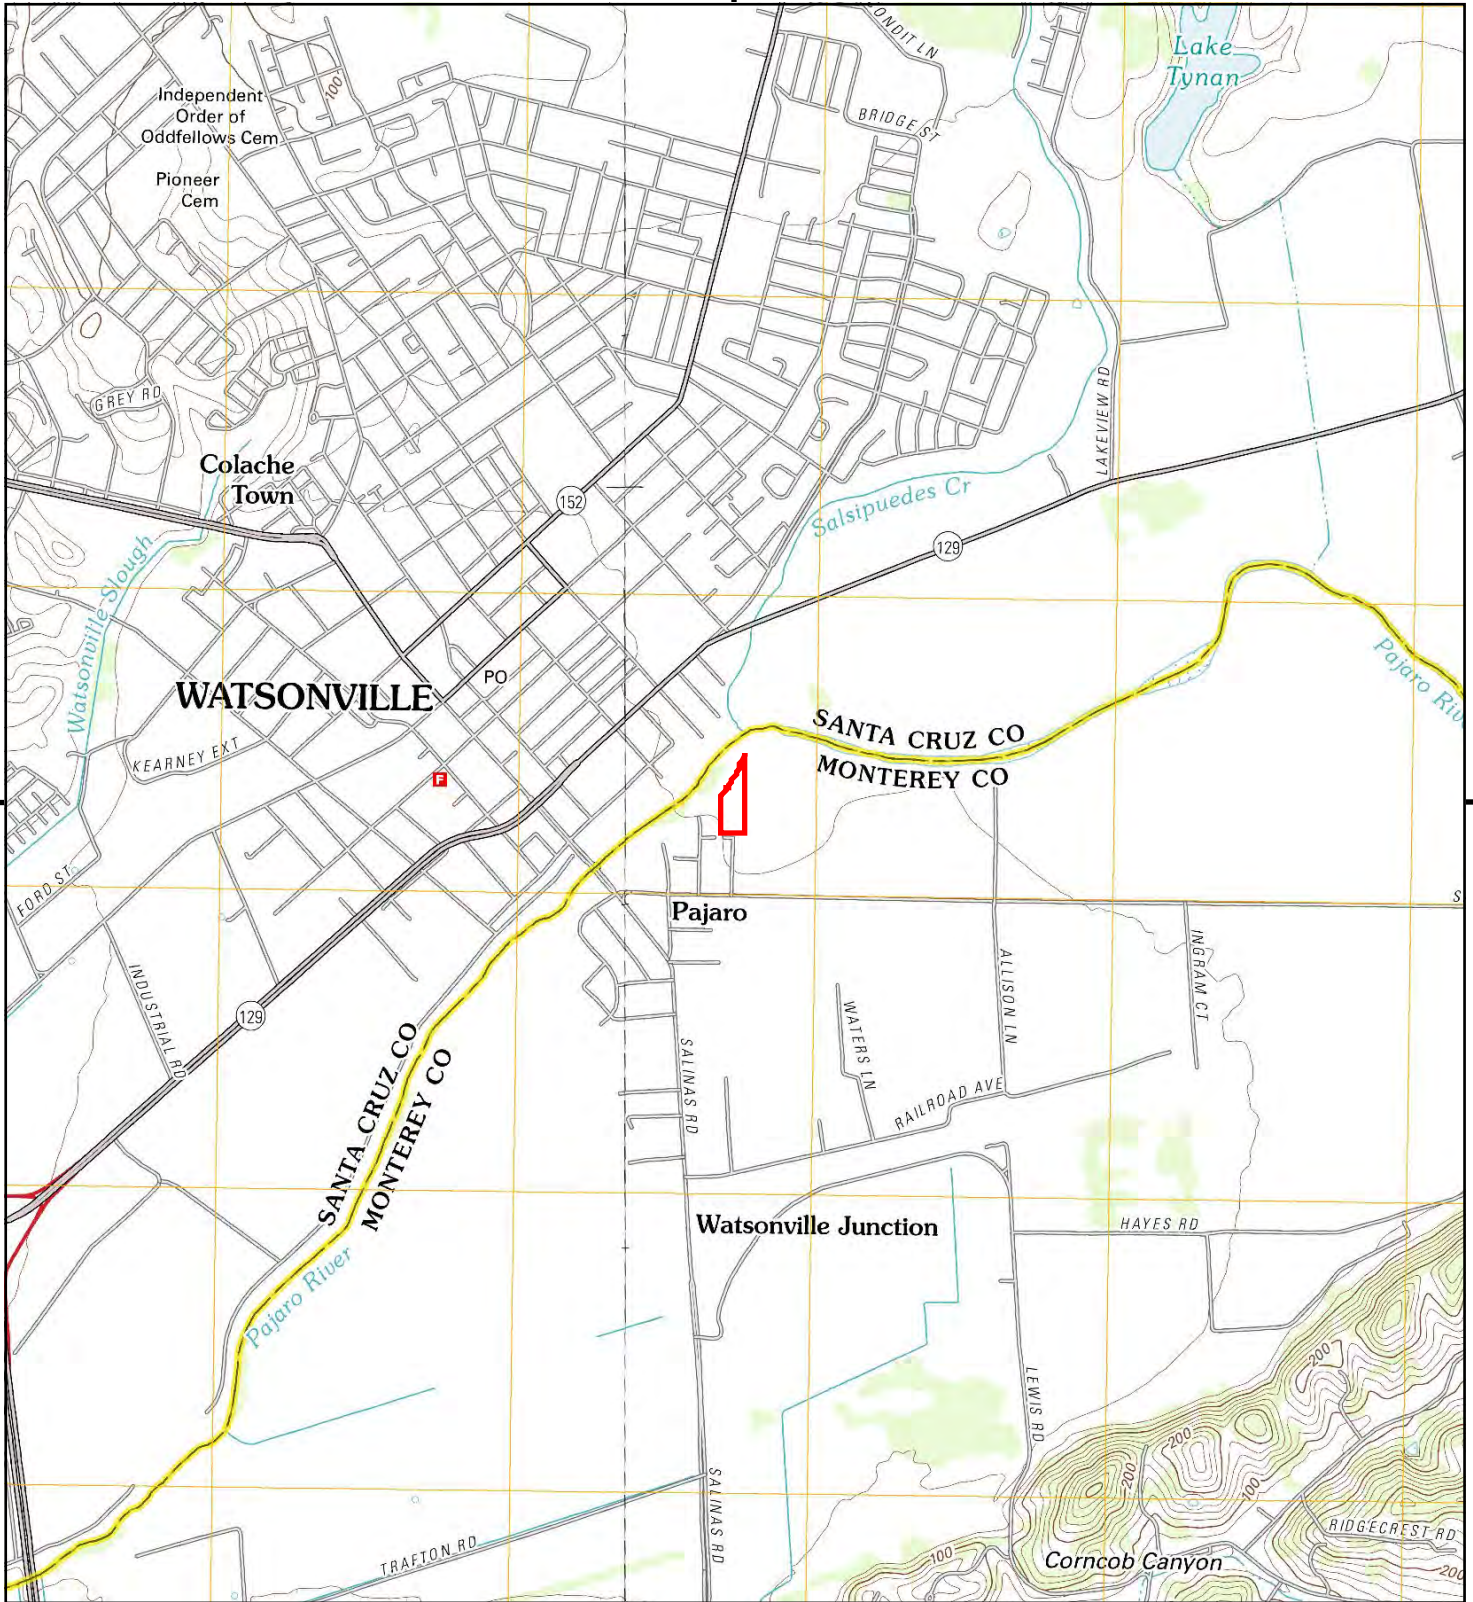 CONDIT LN
Lake
Tynan
100
Independent
Order of
Oddfellows Cem
BRIDGE ST
Pioneer
Cem
GREY RD
LAKEVIEW RD
Colache
Town
152
Salsipuedes Cr
129
Watsonville Slough
Pajaro Riv
PO
WATSONVILLE
SANTA CRUZ CO
MONTEREY CO
KEARNEY EXT
F
FORD ST
S
Pajaro
INDUSTRIAL RD
INGRAM CT
ALLISON LN
WATERS LN
129
SANTA CRUZ CO
MONTEREY CO
SALINAS RD
RAILROAD AVE
Watsonville Junction
HAYES RD
Pajaro River
200
LEWIS RD
200
200
100
SALINAS RD
RIDGECREST RD
TRAFTON RD
100
Corncob Canyon
200